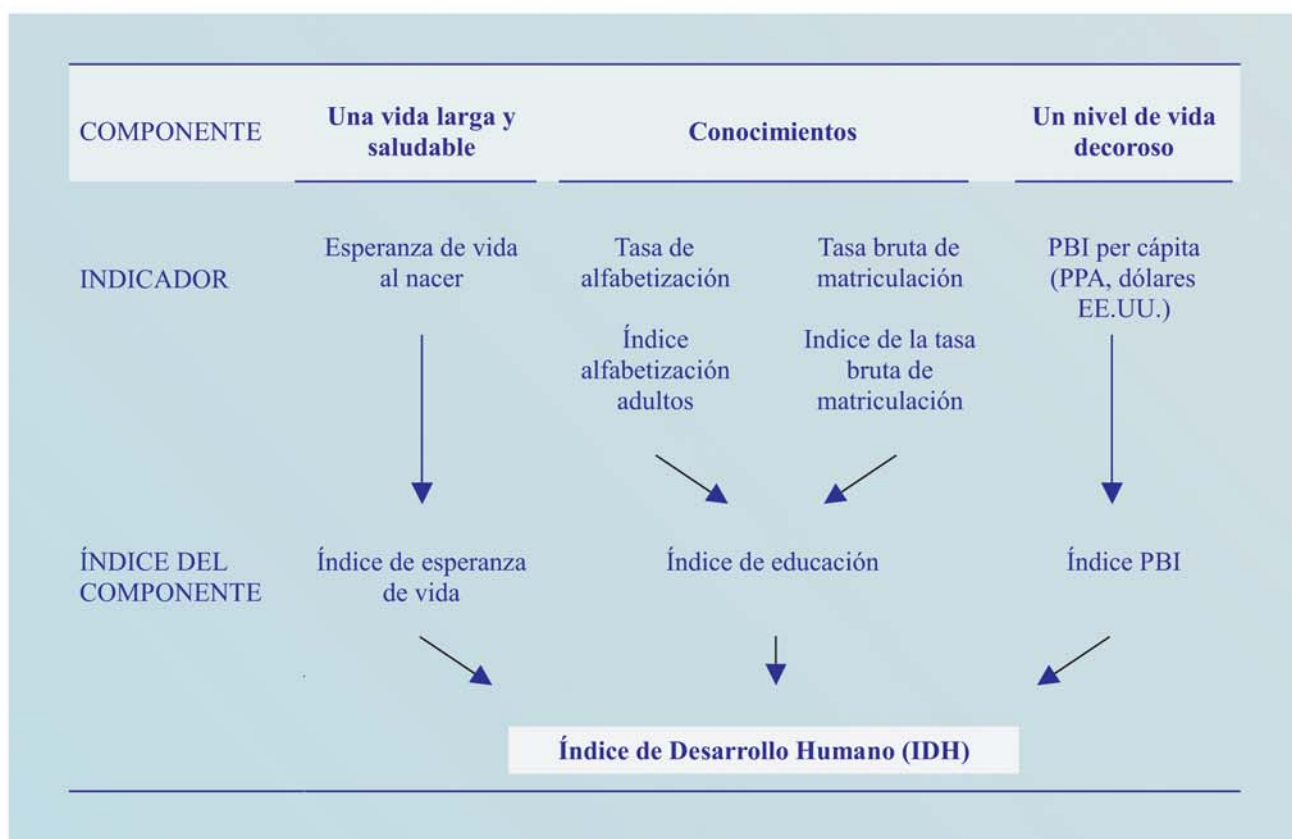 COMPONENTE
Una vida larga y
saludable
Conocimientos
Un nivel de vida
decoroso
INDICADOR
Esperanza de vida
al nacer
Tasa de
alfabetización
Tasa bruta de
matriculación
PBI per cápita
(PPA, dólares
EE.UU.)
Índice
alfabetización
adultos
Indice de la tasa
bruta de
matriculación
ÍNDICE DEL
COMPONENTE
Índice de esperanza
de vida
Índice de educación
Índice PBI
Índice de Desarrollo Humano (IDH)